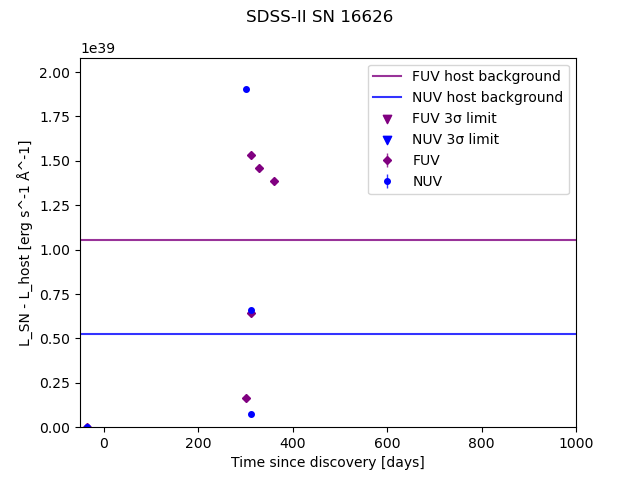 SDSS-II SN 16626
1e39
FUV host background
NUV host background
FUV 3σ limit
NUV 3σ limit
FUV
NUV
L_SN - L_host [erg s^-1 Å^-1]
2.00
1.75
1.50
1.25
1.00
0.75
0.50
0.25
0.00
0
200
400
600
800
1000
Time since discovery [days]